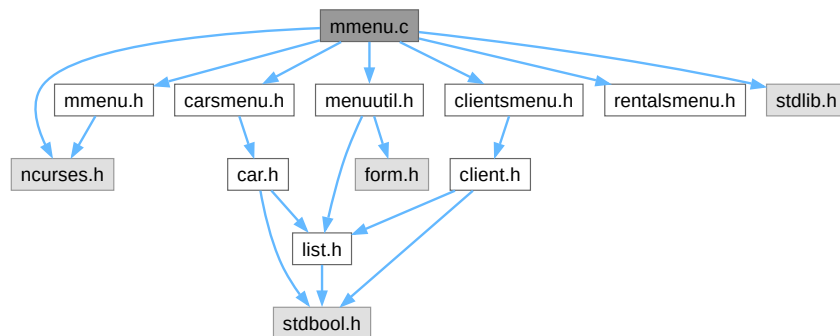 mmenu.c
mmenu.h
carsmenu.h
menuutil.h
clientsmenu.h
rentalsmenu.h
stdlib.h
ncurses.h
car.h
form.h
client.h
list.h
stdbool.h